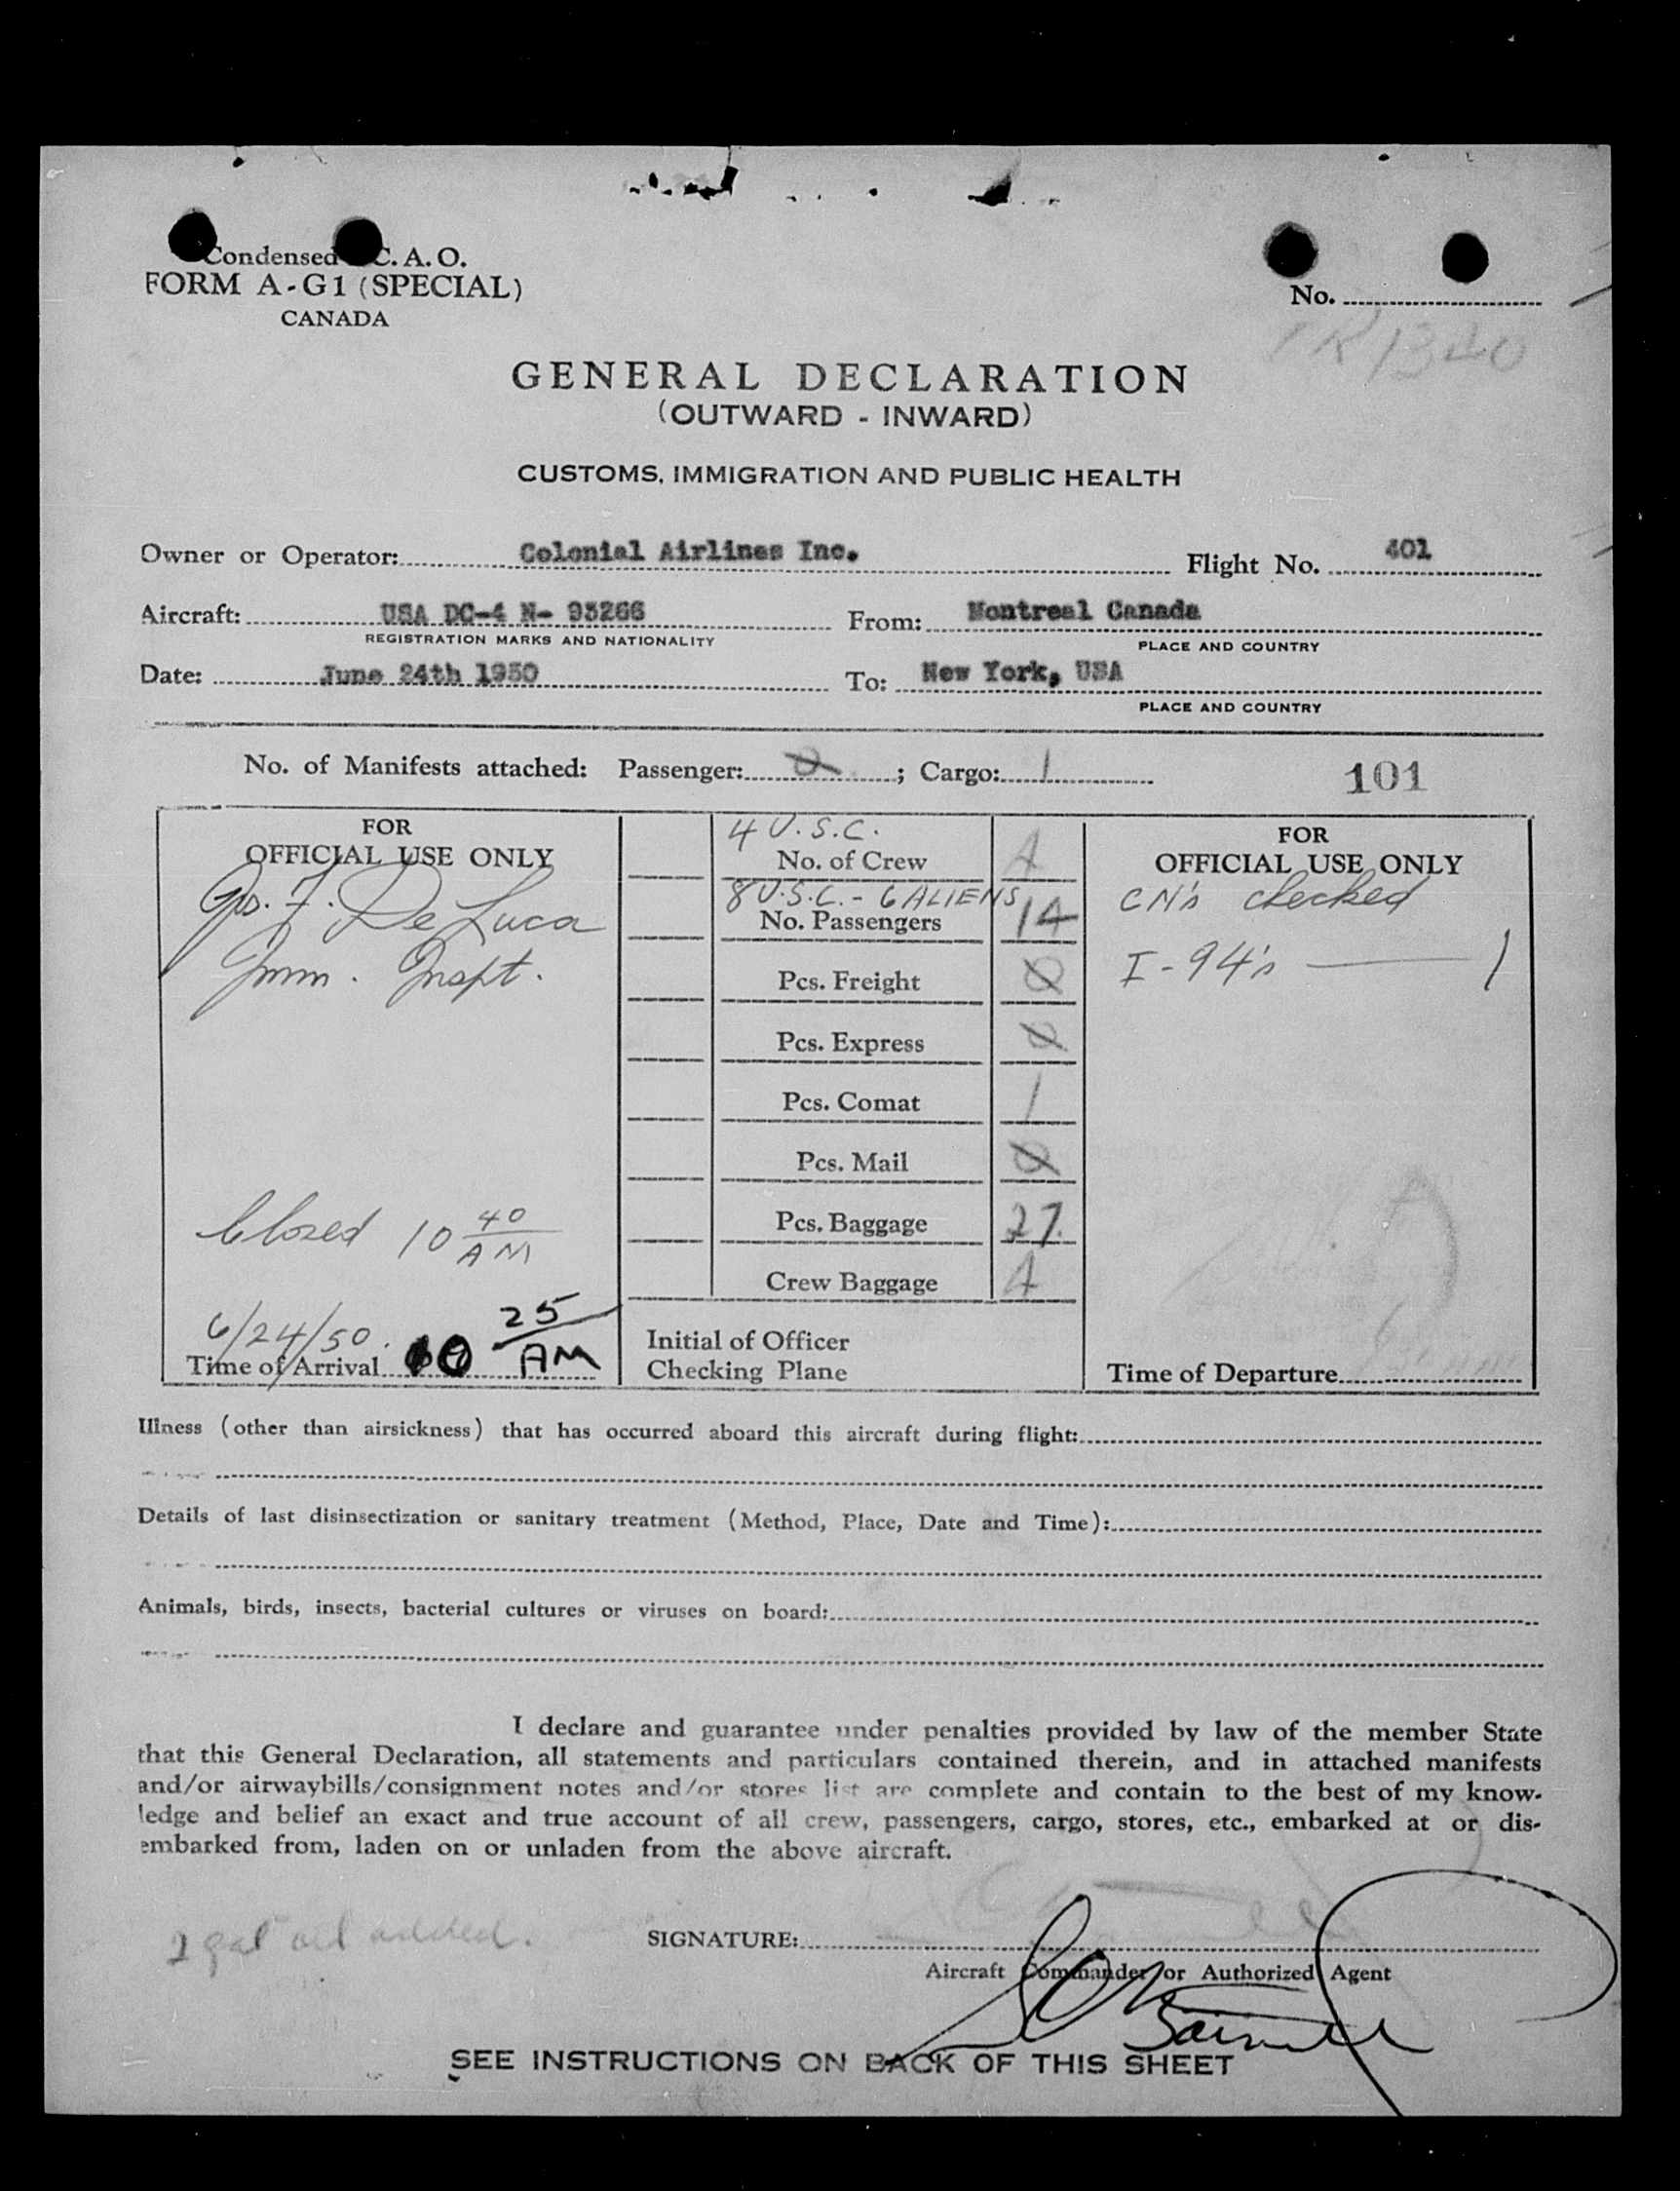 Condensed C. A. O.
FORM A-G1 (SPECIAL)
CANADA
No.
GENERAL DECLARATION
(OUTWARD - INWARD)
CUSTOMS, IMMIGRATION AND PUBLIC HEALTH
Owner or Operator: Colonial Airlines Inc. Flight No. 401
Aircraft: USA DC-4 N- 93266 From: Montreal Canada
REGISTRATION MARKS AND NATIONALITY PLACE AND COUNTRY
Date: June 24th 1950 To: New York, USA
PLACE AND COUNTRY
No. of Manifests attached: Passenger: 0 ; Cargo: 1 101
FOR
OFFICIAL USE ONLY
Geo. F. De Luca
Imm. Inspt.
Closed 10 40 AM
6/24/50
Time of Arrival 10 25 AM
4 U.S.C.
No. of Crew 4
8 U.S.C. - 6 ALIENS
No. Passengers 14
Pcs. Freight 0
Pcs. Express 0
Pcs. Comat 1
Pcs. Mail 0
Pcs. Baggage 27
Crew Baggage 4
Initial of Officer
Checking Plane
FOR
OFFICIAL USE ONLY
CN's checked
I-94's — 1
Time of Departure
Illness (other than airsickness) that has occurred aboard this aircraft during flight:
Details of last disinsectization or sanitary treatment (Method, Place, Date and Time):
Animals, birds, insects, bacterial cultures or viruses on board:
I declare and guarantee under penalties provided by law of the member State
that this General Declaration, all statements and particulars contained therein, and in attached manifests
and/or airwaybills/consignment notes and/or stores list are complete and contain to the best of my know-
ledge and belief an exact and true account of all crew, passengers, cargo, stores, etc., embarked at or dis-
embarked from, laden on or unladen from the above aircraft.
2 gal oil added.
SIGNATURE:
Aircraft Commander or Authorized Agent
SEE INSTRUCTIONS ON BACK OF THIS SHEET